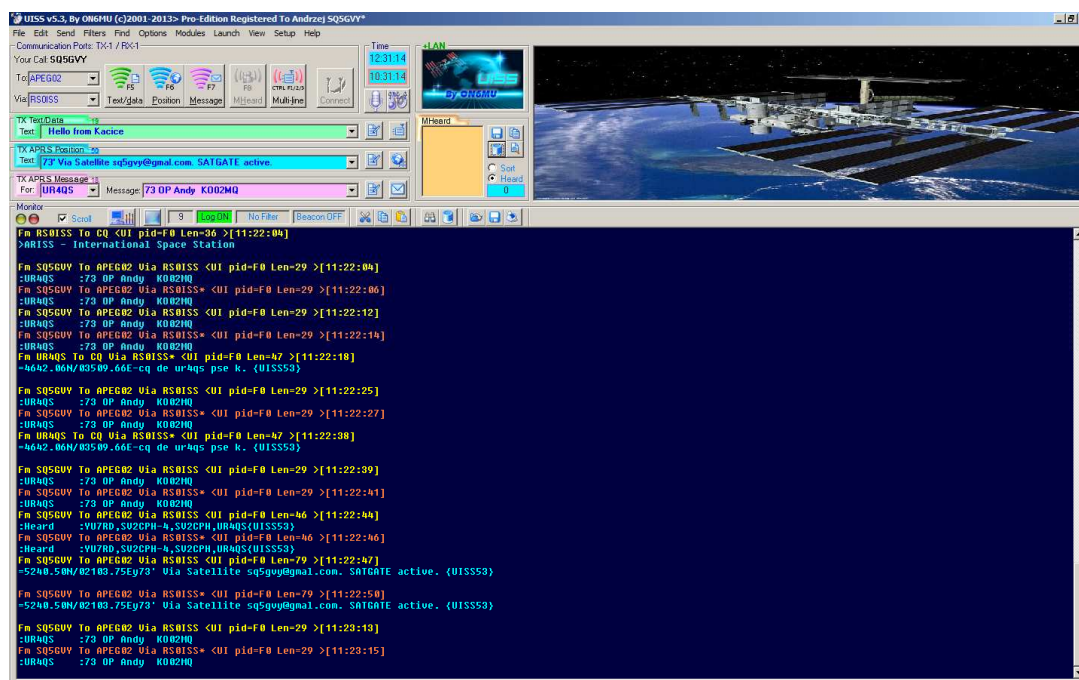 UISS v5.3, By ON6MU (c)2001-2013> Pro-Edition Registered To Andrzej SQ5GVY*
File Edit Send Filters Find Options Modules Launch View Setup Help
Communication Ports: TX-1 / RX-1
Your Call: SQ5GVY
To: APEG02
Via: RS0ISS
F5 F6 F7 F8 CTRL F1/2/3
Text/data Position Message MHeard Multi-line Connect
Time
12:31:14
10:31:14
+LAN
UISS
By ON6MU
TX Text/Data
Text: Hello from Kacice
TX APRS Position
Text: 73' Via Satellite sq5gvy@gmal.com. SATGATE active.
TX APRS Message
For: UR4QS Message: 73 OP Andy KO02MQ
MHeard
Sort
Heard
0
Monitor
Scroll 9 Log ON No Filter Beacon OFF
Fm RS0ISS To CQ <UI pid=F0 Len=36 >[11:22:04]
>ARISS - International Space Station
Fm SQ5GVY To APEG02 Via RS0ISS <UI pid=F0 Len=29 >[11:22:04]
:UR4QS :73 OP Andy KO02MQ
Fm SQ5GVY To APEG02 Via RS0ISS* <UI pid=F0 Len=29 >[11:22:06]
:UR4QS :73 OP Andy KO02MQ
Fm SQ5GVY To APEG02 Via RS0ISS <UI pid=F0 Len=29 >[11:22:12]
:UR4QS :73 OP Andy KO02MQ
Fm SQ5GVY To APEG02 Via RS0ISS* <UI pid=F0 Len=29 >[11:22:14]
:UR4QS :73 OP Andy KO02MQ
Fm UR4QS To CQ Via RS0ISS* <UI pid=F0 Len=47 >[11:22:18]
=4642.06N/03509.66E-cq de ur4qs pse k. {UISS53}
Fm SQ5GVY To APEG02 Via RS0ISS <UI pid=F0 Len=29 >[11:22:25]
:UR4QS :73 OP Andy KO02MQ
Fm SQ5GVY To APEG02 Via RS0ISS* <UI pid=F0 Len=29 >[11:22:27]
:UR4QS :73 OP Andy KO02MQ
Fm UR4QS To CQ Via RS0ISS* <UI pid=F0 Len=47 >[11:22:38]
=4642.06N/03509.66E-cq de ur4qs pse k. {UISS53}
Fm SQ5GVY To APEG02 Via RS0ISS <UI pid=F0 Len=29 >[11:22:39]
:UR4QS :73 OP Andy KO02MQ
Fm SQ5GVY To APEG02 Via RS0ISS* <UI pid=F0 Len=29 >[11:22:41]
:UR4QS :73 OP Andy KO02MQ
Fm SQ5GVY To APEG02 Via RS0ISS <UI pid=F0 Len=46 >[11:22:44]
:Heard :YU7RD,SV2CPH-4,SV2CPH,UR4QS{UISS53}
Fm SQ5GVY To APEG02 Via RS0ISS* <UI pid=F0 Len=46 >[11:22:46]
:Heard :YU7RD,SV2CPH-4,SV2CPH,UR4QS{UISS53}
Fm SQ5GVY To APEG02 Via RS0ISS <UI pid=F0 Len=79 >[11:22:47]
=5240.50N/02103.75Ey73' Via Satellite sq5gvy@gmal.com. SATGATE active. {UISS53}
Fm SQ5GVY To APEG02 Via RS0ISS* <UI pid=F0 Len=79 >[11:22:50]
=5240.50N/02103.75Ey73' Via Satellite sq5gvy@gmal.com. SATGATE active. {UISS53}
Fm SQ5GVY To APEG02 Via RS0ISS <UI pid=F0 Len=29 >[11:23:13]
:UR4QS :73 OP Andy KO02MQ
Fm SQ5GVY To APEG02 Via RS0ISS* <UI pid=F0 Len=29 >[11:23:15]
:UR4QS :73 OP Andy KO02MQ